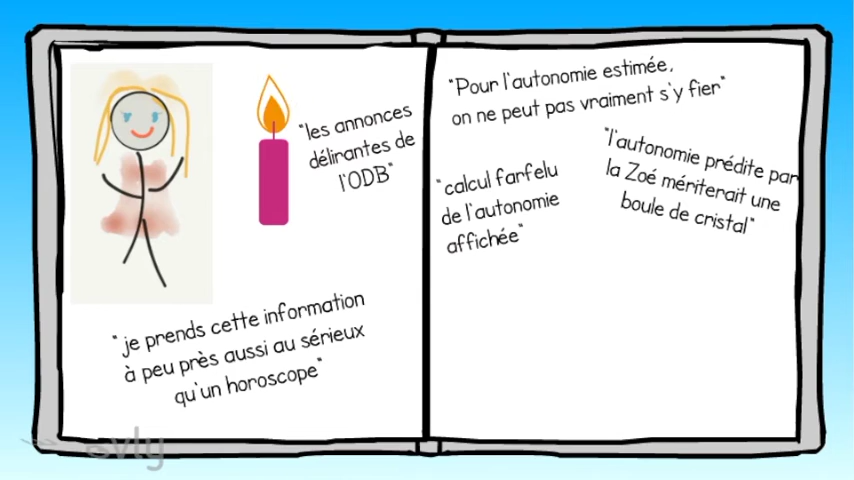 "les annonces
délirantes de
l'ODB"
"je prends cette information
à peu près aussi au sérieux
qu'un horoscope"
"Pour l'autonomie estimée,
on ne peut pas vraiment s'y fier"
"l'autonomie prédite par
la Zoé mériterait une
boule de cristal"
"calcul farfelu
de l'autonomie
affichée"